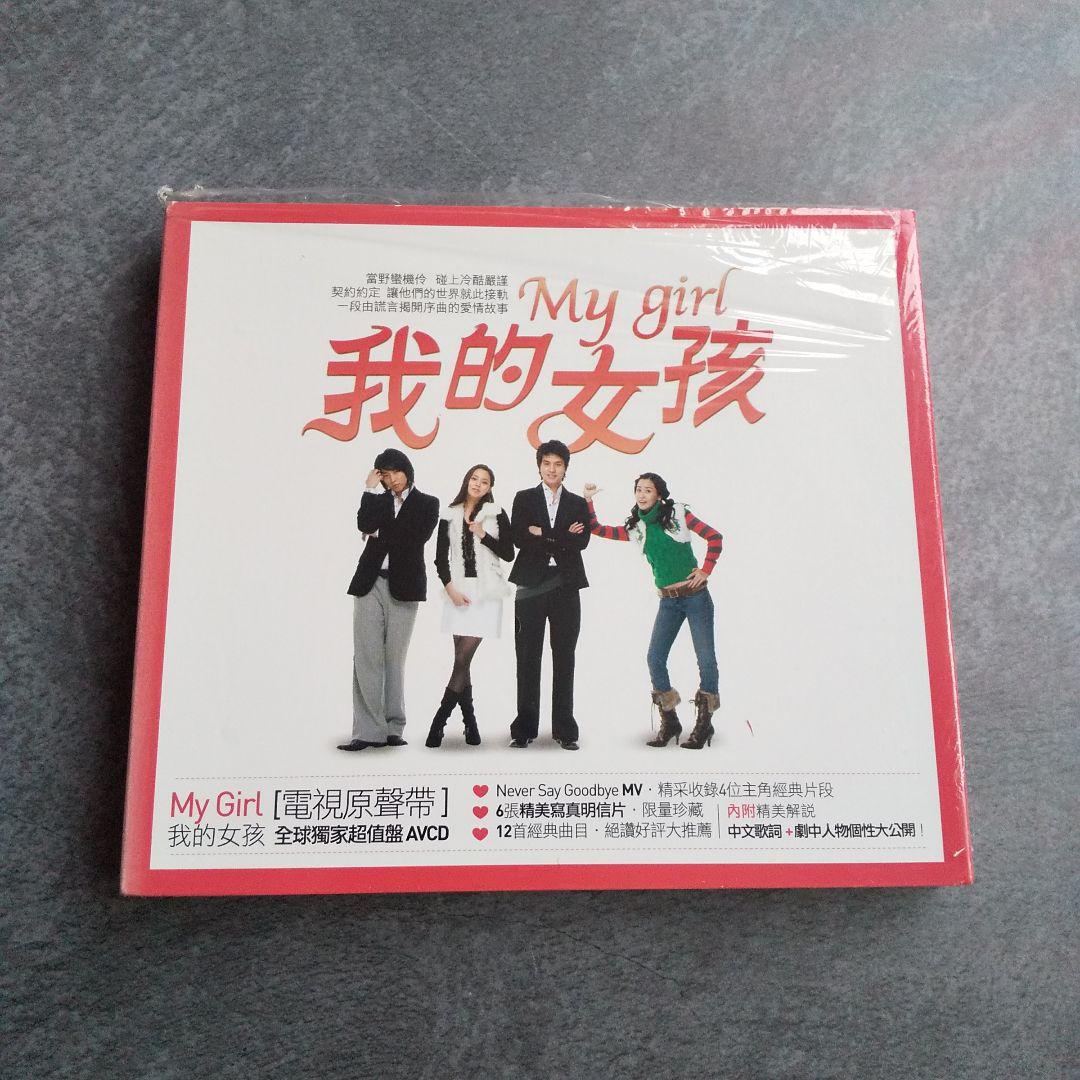 當野蠻機伶 碰上冷酷嚴謹
契約約定 讓他們的世界就此接軌
一段由謊言揭開序曲的愛情故事
My girl
我的女孩
My Girl [電視原聲帶]
我的女孩 全球獨家超值盤 AVCD
Never Say Goodbye MV‧精采收錄4位主角經典片段
6張精美寫真明信片‧限量珍藏
12首經典曲目‧絕讚好評大推薦
內附精美解說
中文歌詞+劇中人物個性大公開!